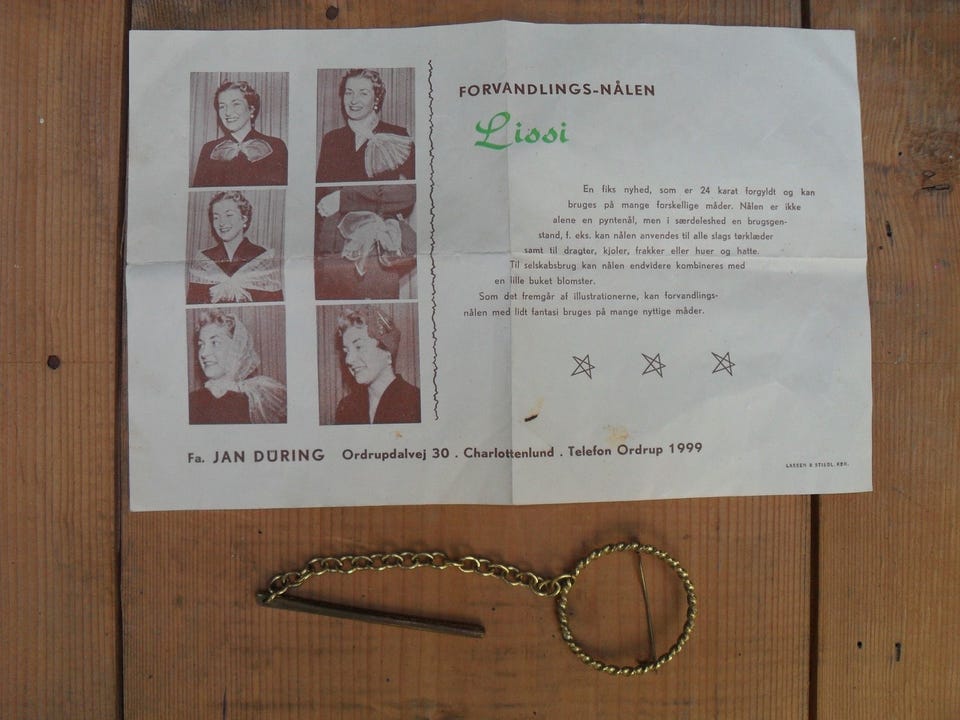 FORVANDLINGS-NÅLEN
Lissi
En fiks nyhed, som er 24 karat forgyldt og kan
bruges på mange forskellige måder. Nålen er ikke
alene en pyntenål, men i særdeleshed en brugsgen-
stand, f. eks. kan nålen anvendes til alle slags tørklæder
samt til dragter, kjoler, frakker eller huer og hatte.
Til selskabsbrug kan nålen endvidere kombineres med
en lille buket blomster.
Som det fremgår af illustrationerne, kan forvandlings-
nålen med lidt fantasi bruges på mange nyttige måder.
Fa. JAN DÜRING Ordrupdalvej 30 . Charlottenlund . Telefon Ordrup 1999
LASSEN & STIEDL, KBH.